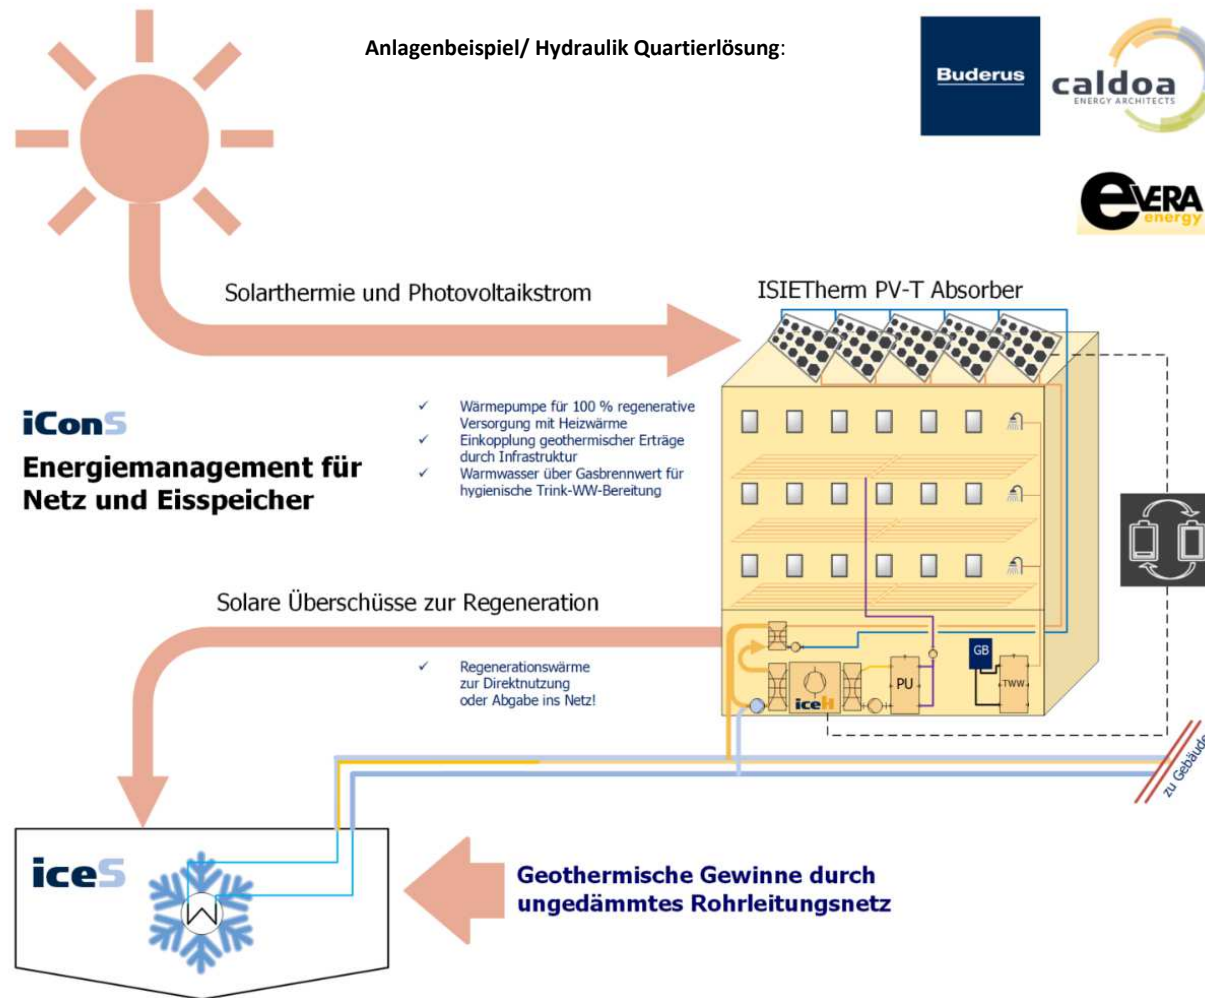 Anlagenbeispiel/ Hydraulik Quartierlösung:
Buderus
caldoa
ENERGY ARCHITECTS
eVERA
energy
Solarthermie und Photovoltaikstrom
ISIETherm PV-T Absorber
iConS
Energiemanagement für
Netz und Eisspeicher
✓ Wärmepumpe für 100 % regenerative
Versorgung mit Heizwärme
✓ Einkopplung geothermischer Erträge
durch Infrastruktur
✓ Warmwasser über Gasbrennwert für
hygienische Trink-WW-Bereitung
Solare Überschüsse zur Regeneration
✓ Regenerationswärme
zur Direktnutzung
oder Abgabe ins Netz!
GB
PU
TWW
iceH
zu Gebäude
iceS
Geothermische Gewinne durch
ungedämmtes Rohrleitungsnetz